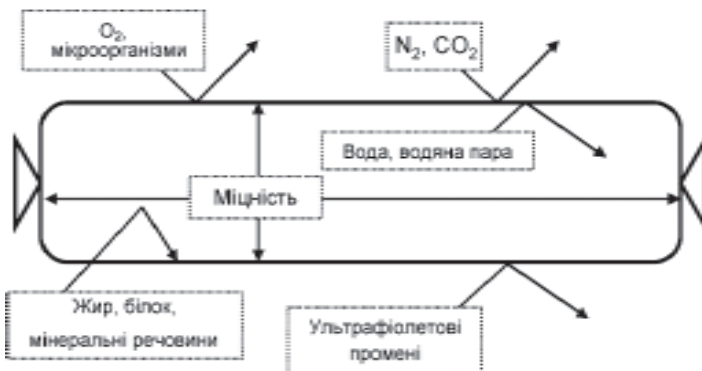 O₂,
мікроорганізми
N₂, CO₂
Вода, водяна пара
Міцність
Жир, білок,
мінеральні речовини
Ультрафіолетові
промені